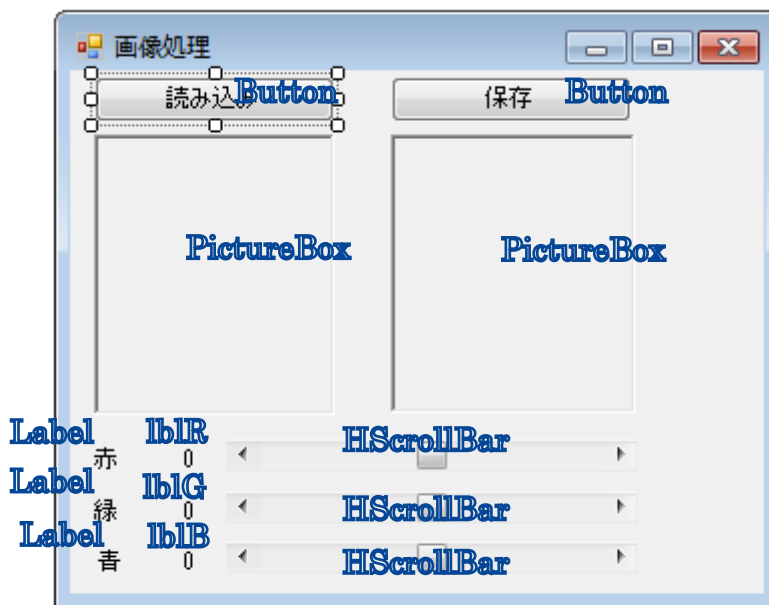 画像処理
読み込み Button 保存 Button
PictureBox PictureBox
Label lblR HScrollBar
赤 0
Label lblG HScrollBar
緑 0
Label lblB HScrollBar
青 0